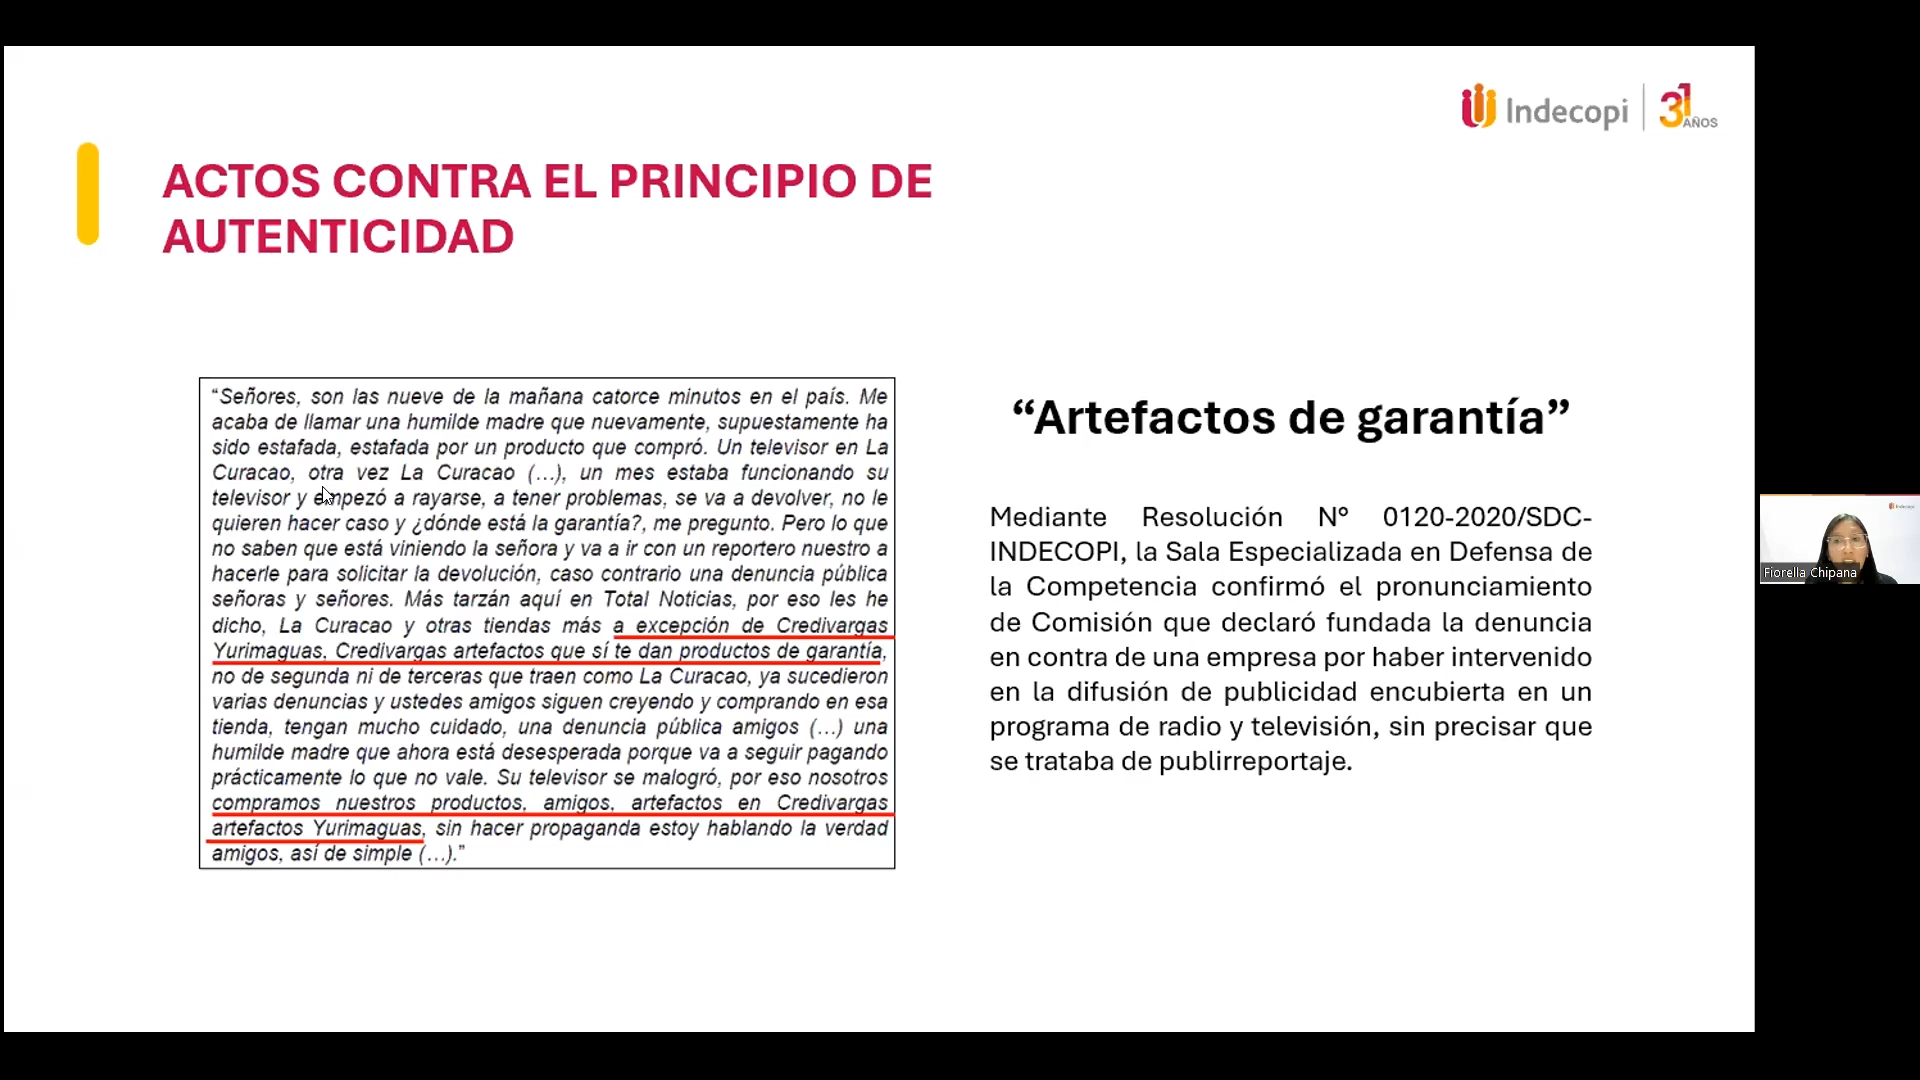 Indecopi
31 AÑOS
ACTOS CONTRA EL PRINCIPIO DE
AUTENTICIDAD
“Señores, son las nueve de la mañana catorce minutos en el país. Me
acaba de llamar una humilde madre que nuevamente, supuestamente ha
sido estafada, estafada por un producto que compró. Un televisor en La
Curacao, otra vez La Curacao (…), un mes estaba funcionando su
televisor y empezó a rayarse, a tener problemas, se va a devolver, no le
quieren hacer caso y ¿dónde está la garantía?, me pregunto. Pero lo que
no saben que está viniendo la señora y va a ir con un reportero nuestro a
hacerle para solicitar la devolución, caso contrario una denuncia pública
señoras y señores. Más tarzán aquí en Total Noticias, por eso les he
dicho, La Curacao y otras tiendas más a excepción de Credivargas
Yurimaguas. Credivargas artefactos que sí te dan productos de garantía,
no de segunda ni de terceras que traen como La Curacao, ya sucedieron
varias denuncias y ustedes amigos siguen creyendo y comprando en esa
tienda, tengan mucho cuidado, una denuncia pública amigos (…) una
humilde madre que ahora está desesperada porque va a seguir pagando
prácticamente lo que no vale. Su televisor se malogró, por eso nosotros
compramos nuestros productos, amigos, artefactos en Credivargas
artefactos Yurimaguas, sin hacer propaganda estoy hablando la verdad
amigos, así de simple (…).”
“Artefactos de garantía”
Mediante Resolución N° 0120-2020/SDC-
INDECOPI, la Sala Especializada en Defensa de
la Competencia confirmó el pronunciamiento
de Comisión que declaró fundada la denuncia
en contra de una empresa por haber intervenido
en la difusión de publicidad encubierta en un
programa de radio y televisión, sin precisar que
se trataba de publirreportaje.
Indecopi
Fiorella Chipana